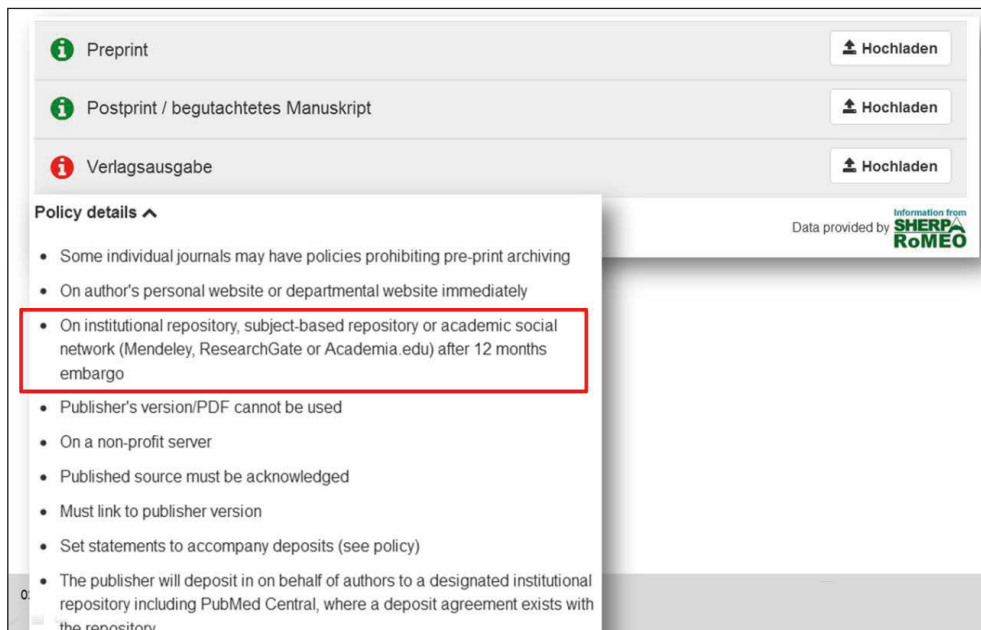 Preprint
Hochladen
Postprint / begutachtetes Manuskript
Hochladen
Verlagsausgabe
Hochladen
Policy details
Data provided by
Information from
SHERPA
RoMEO
• Some individual journals may have policies prohibiting pre-print archiving
• On author's personal website or departmental website immediately
• On institutional repository, subject-based repository or academic social
network (Mendeley, ResearchGate or Academia.edu) after 12 months
embargo
• Publisher's version/PDF cannot be used
• On a non-profit server
• Published source must be acknowledged
• Must link to publisher version
• Set statements to accompany deposits (see policy)
• The publisher will deposit in on behalf of authors to a designated institutional
repository including PubMed Central, where a deposit agreement exists with
the repository